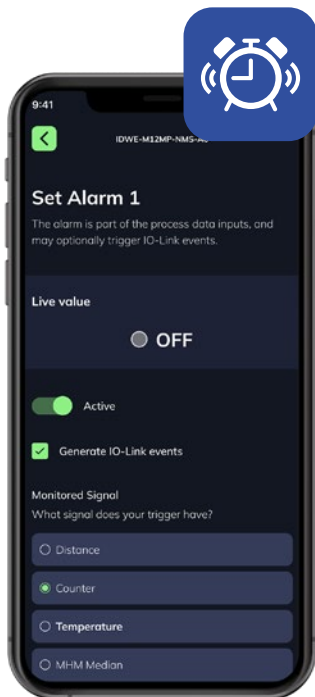 9:41
IDWE-M12MP-NMS-A
Set Alarm 1
The alarm is part of the process data inputs, and
may optionally trigger IO-Link events.
Live value
OFF
Active
Generate IO-Link events
Monitored Signal
What signal does your trigger have?
Distance
Counter
Temperature
MHM Median